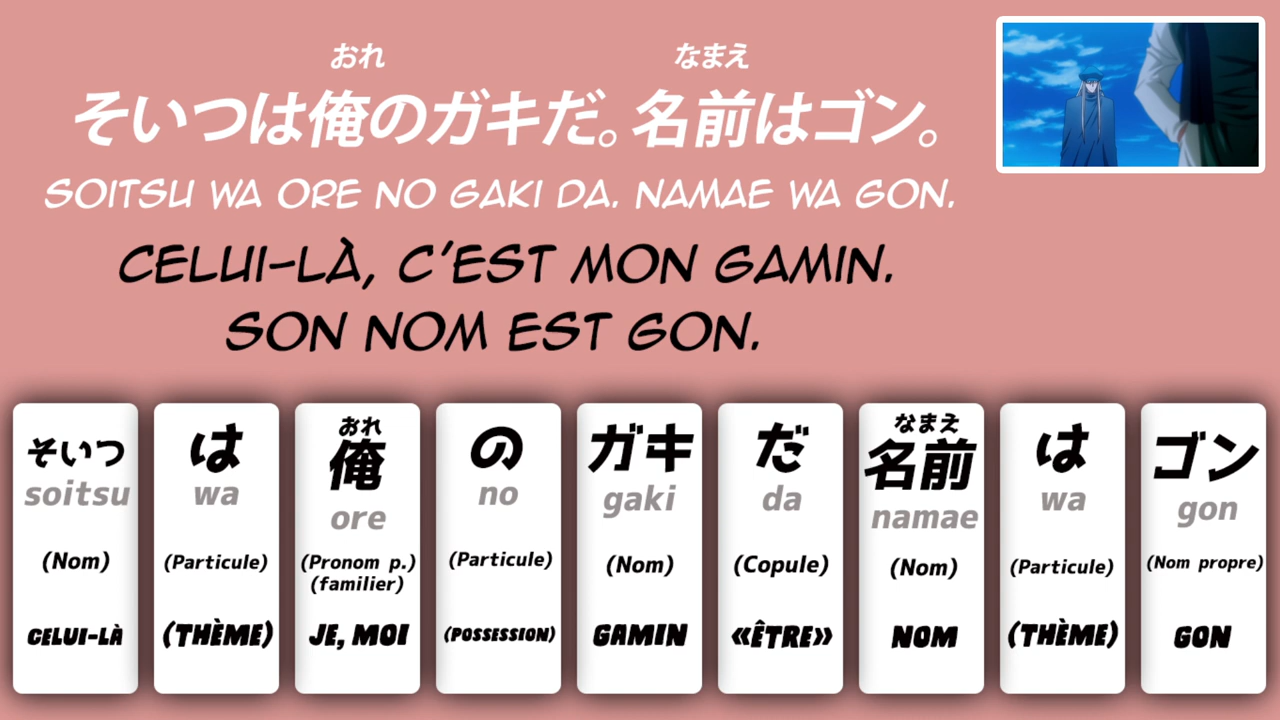 おれ なまえ
そいつは俺のガキだ。名前はゴン。
SOITSU WA ORE NO GAKI DA. NAMAE WA GON.
CELUI-LÀ, C'EST MON GAMIN.
SON NOM EST GON.
そいつ
soitsu
(Nom)
CELUI-LÀ
は
wa
(Particule)
(THÈME)
おれ
俺
ore
(Pronom p.)
(familier)
JE, MOI
の
no
(Particule)
(POSSESSION)
ガキ
gaki
(Nom)
GAMIN
だ
da
(Copule)
«ÊTRE»
なまえ
名前
namae
(Nom)
NOM
は
wa
(Particule)
(THÈME)
ゴン
gon
(Nom propre)
GON